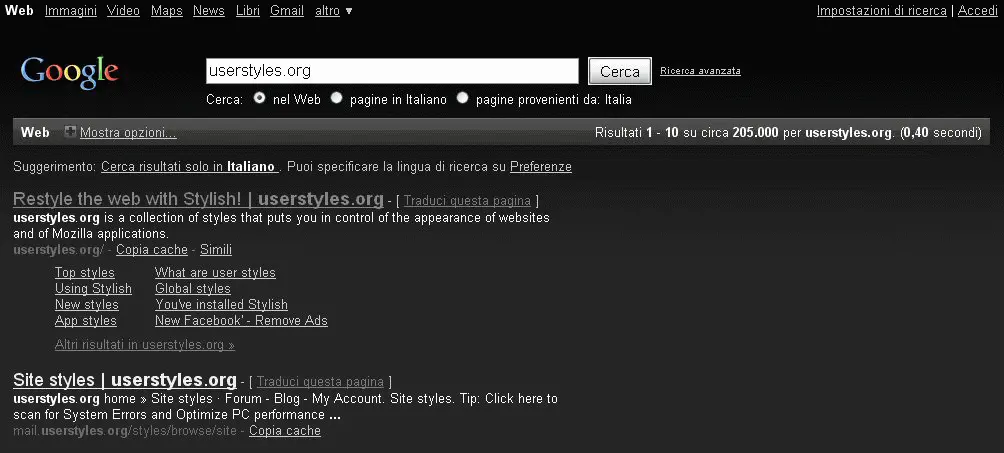 Web Immagini Video Maps News Libri Gmail altro ▼ Impostazioni di ricerca | Accedi
Google userstyles.org Cerca Ricerca avanzata
Cerca: nel Web pagine in Italiano pagine provenienti da: Italia
Web Mostra opzioni... Risultati 1 - 10 su circa 205.000 per userstyles.org. (0,40 secondi)
Suggerimento: Cerca risultati solo in Italiano . Puoi specificare la lingua di ricerca su Preferenze
Restyle the web with Stylish! | userstyles.org - [ Traduci questa pagina ]
userstyles.org is a collection of styles that puts you in control of the appearance of websites
and of Mozilla applications.
userstyles.org/ - Copia cache - Simili
Top styles What are user styles
Using Stylish Global styles
New styles You've installed Stylish
App styles New Facebook' - Remove Ads
Altri risultati in userstyles.org »
Site styles | userstyles.org - [ Traduci questa pagina ]
userstyles.org home » Site styles · Forum - Blog - My Account. Site styles. Tip: Click here to
scan for System Errors and Optimize PC performance ...
mail.userstyles.org/styles/browse/site - Copia cache